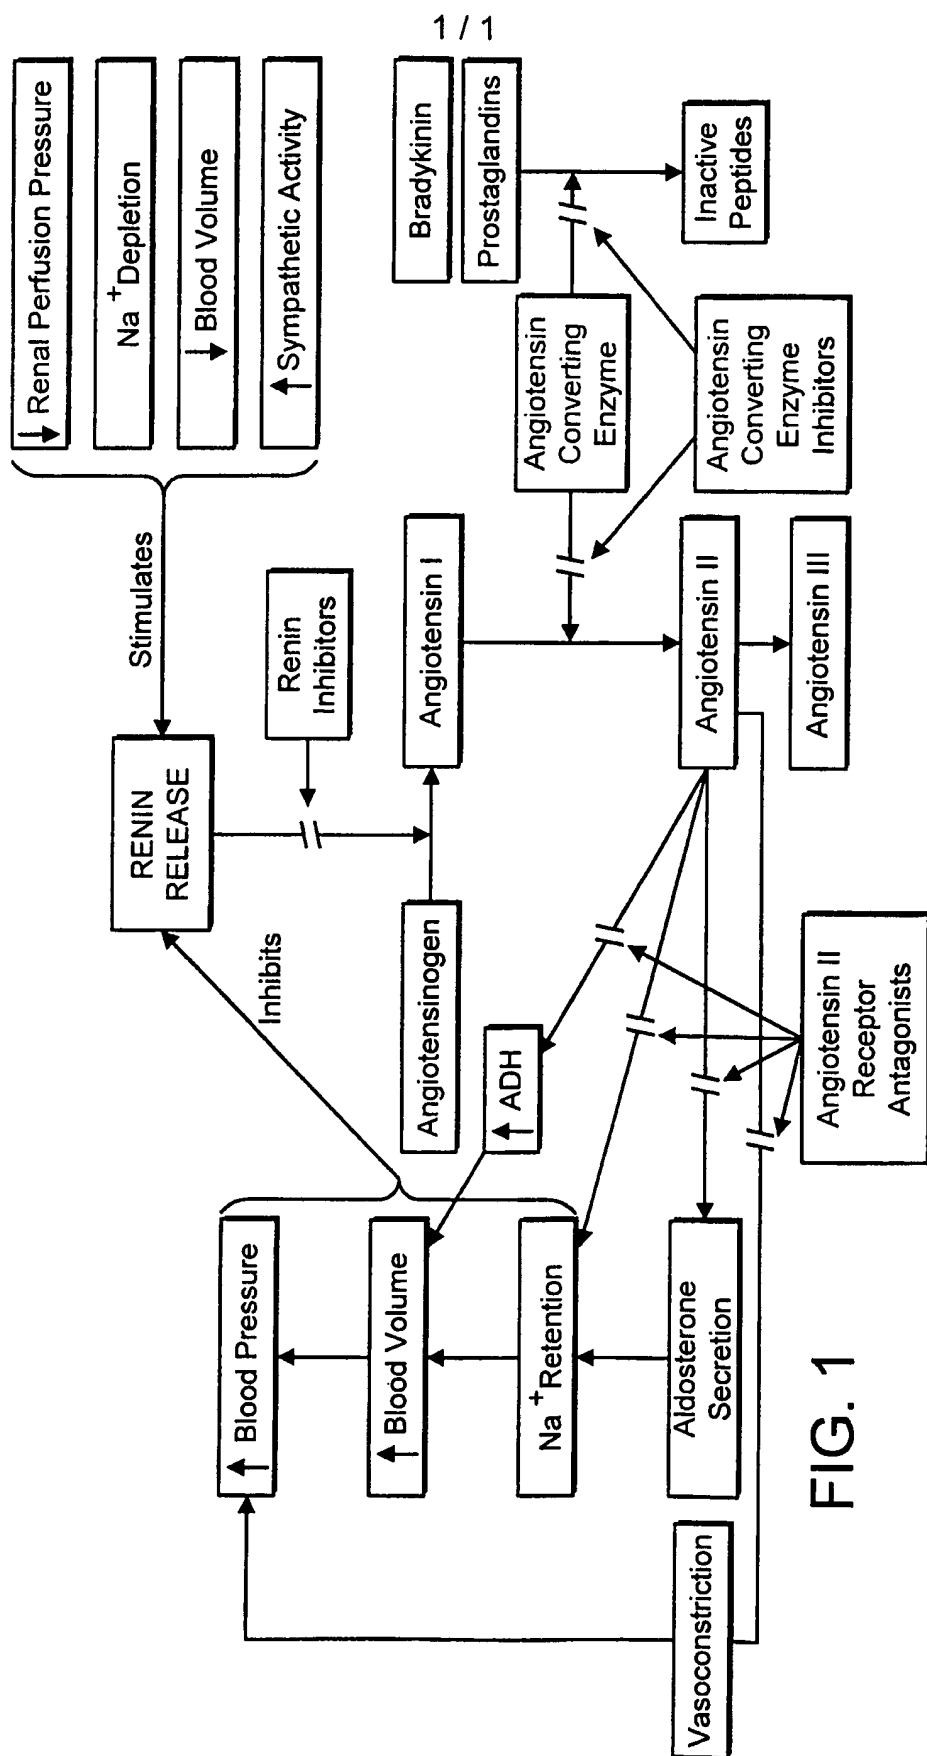 1 / 1
↓ Renal Perfusion Pressure
Na + Depletion
↓ Blood Volume
↑ Sympathetic Activity
Stimulates
RENIN
RELEASE
Inhibits
Renin
Inhibitors
Bradykinin
Prostaglandins
Angiotensinogen
Angiotensin I
Angiotensin
Converting
Enzyme
Inactive
Peptides
Angiotensin
Converting
Enzyme
Inhibitors
↑ Blood Pressure
↑ Blood Volume
Na + Retention
Aldosterone
Secretion
↑ ADH
Angiotensin II
Angiotensin III
Vasoconstriction
Angiotensin II
Receptor
Antagonists
FIG. 1